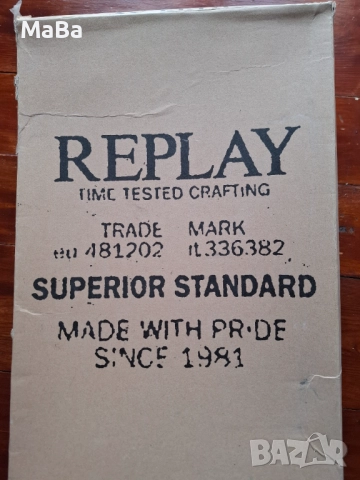 MaBa
REPLAY
TIME TESTED CRAFTING
TRADE MARK
eu 481202 it.336382
SUPERIOR STANDARD
MADE WITH PRIDE
SINCE 1981
BAZAR